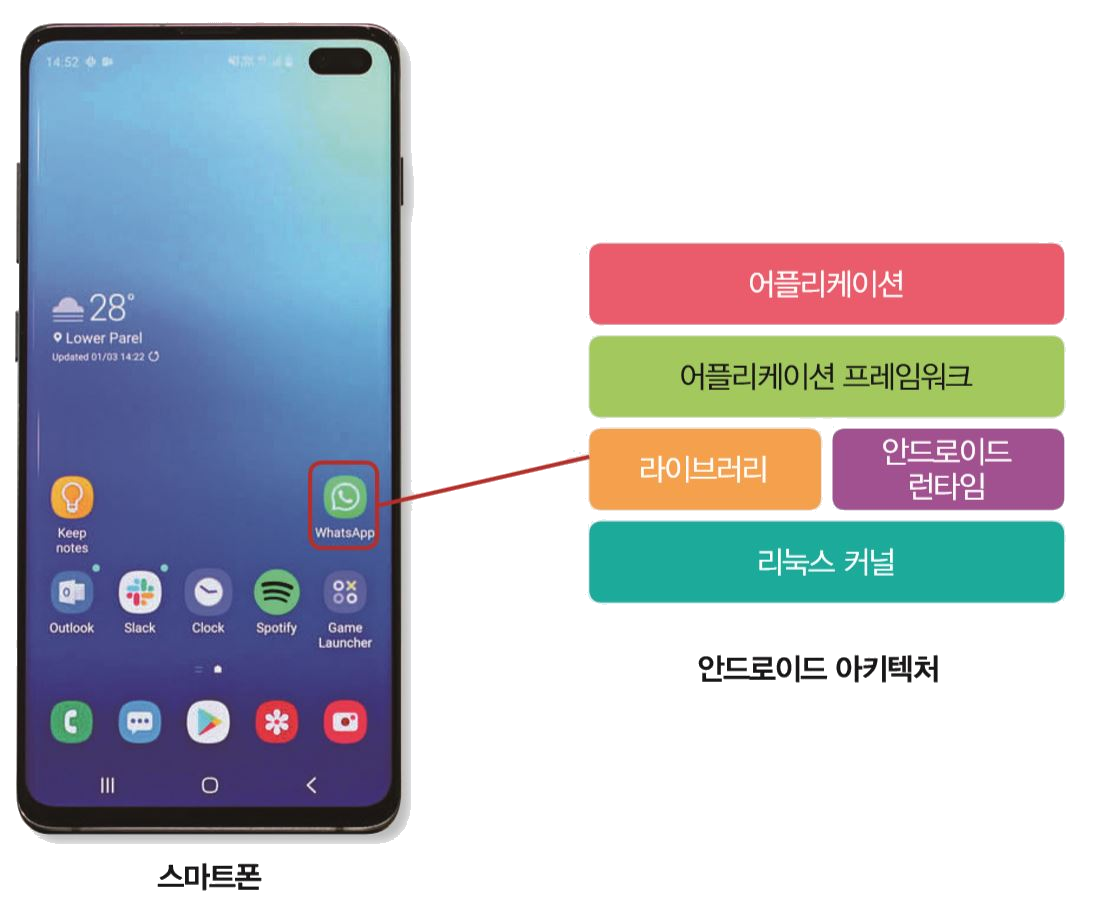 14:52
28°
Lower Parel
Updated 01/03 14:22
WhatsApp
Keep
notes
Outlook
Slack
Clock
Spotify
Game
Launcher
스마트폰
어플리케이션
어플리케이션 프레임워크
라이브러리
안드로이드
런타임
리눅스 커널
안드로이드 아키텍처